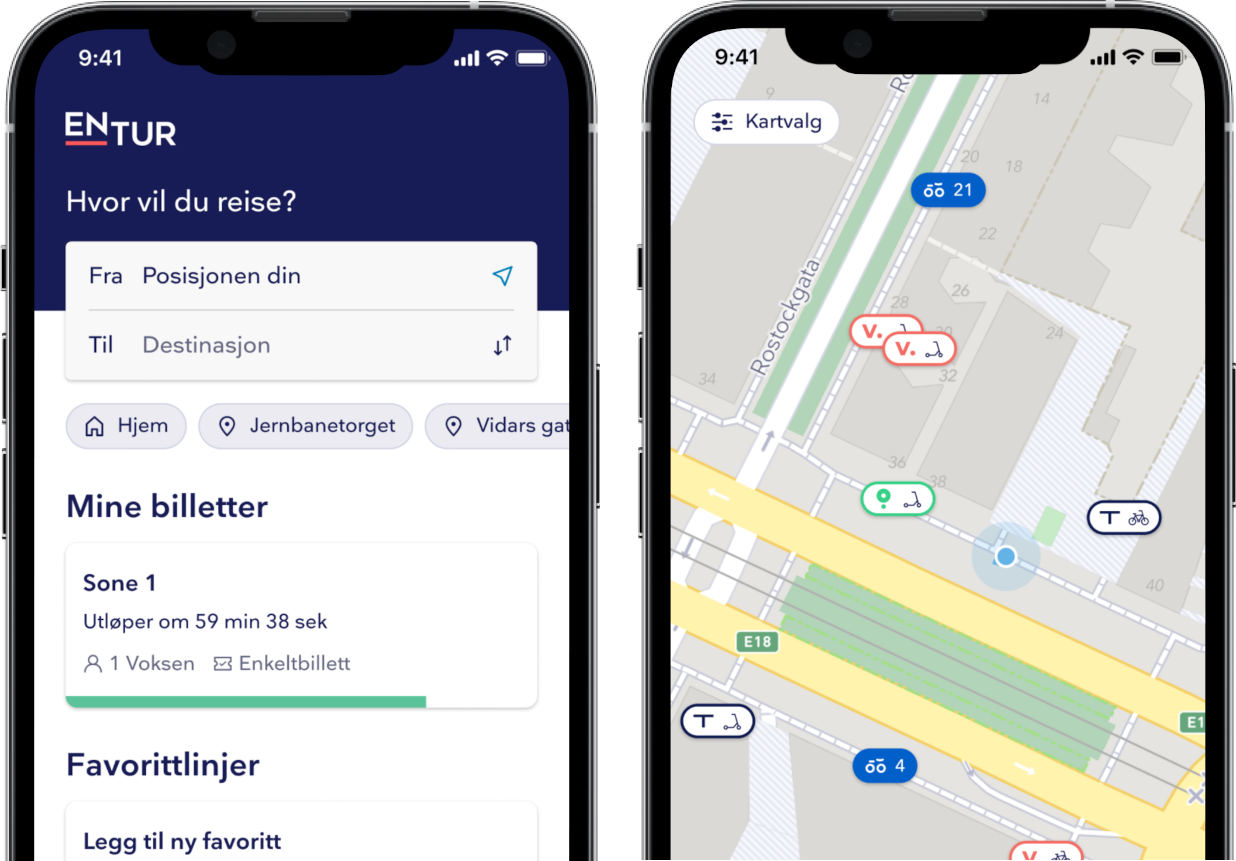 9:41
ENTUR
Hvor vil du reise?
Fra Posisjonen din
Til Destinasjon
Hjem
Jernbanetorget
Vidars gat
Mine billetter
Sone 1
Utløper om 59 min 38 sek
1 Voksen Enkeltbillett
Favorittlinjer
Legg til ny favoritt
9:41
Kartvalg
9
14
20
18
21
22
Rostockgata
26
28
30
24
V.
V.
32
34
36
38
T
40
E18
E1
T
4
V